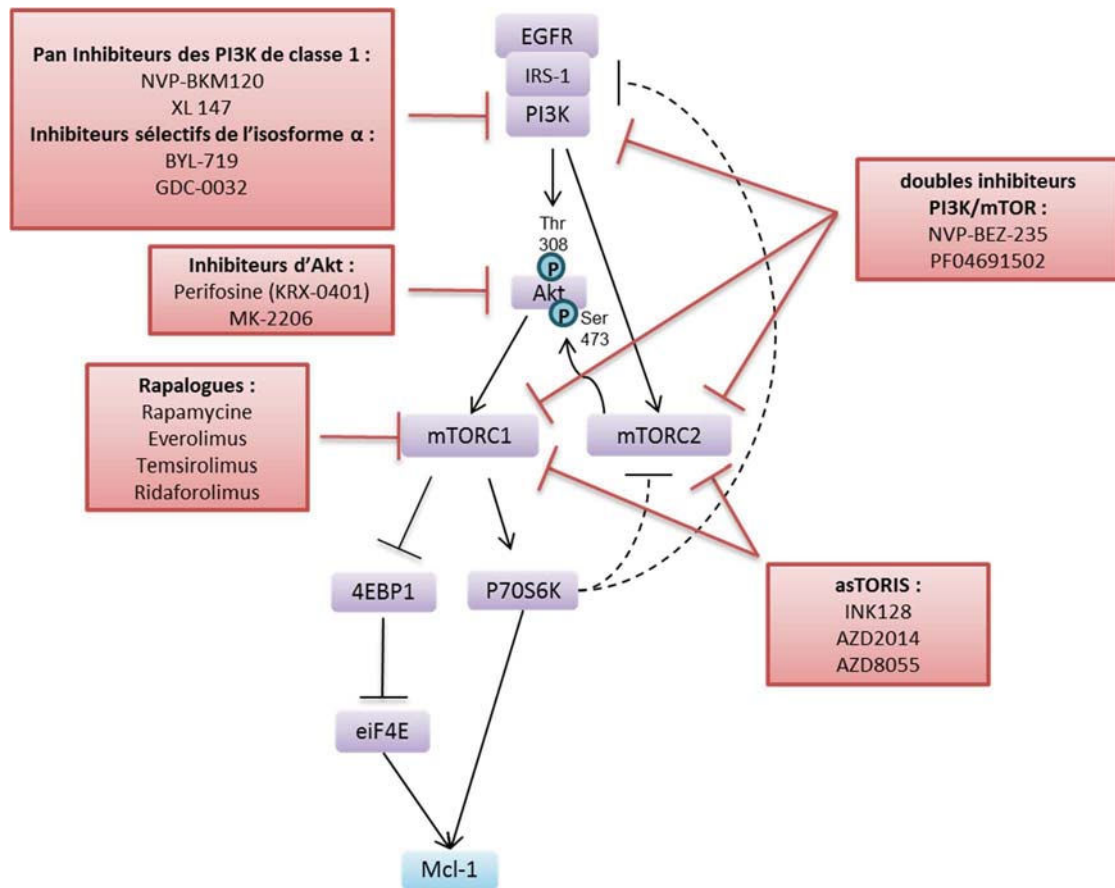 EGFR
IRS-1
PI3K
Pan Inhibiteurs des PI3K de classe 1 :
NVP-BKM120
XL 147
Inhibiteurs sélectifs de l'isosforme α :
BYL-719
GDC-0032
doubles inhibiteurs
PI3K/mTOR :
NVP-BEZ-235
PF04691502
Thr
308
P
Akt
P
Ser
473
Inhibiteurs d'Akt :
Perifosine (KRX-0401)
MK-2206
Rapalogues :
Rapamycine
Everolimus
Temsirolimus
Ridaforolimus
mTORC1
mTORC2
4EBP1
P70S6K
asTORIS :
INK128
AZD2014
AZD8055
eiF4E
Mcl-1